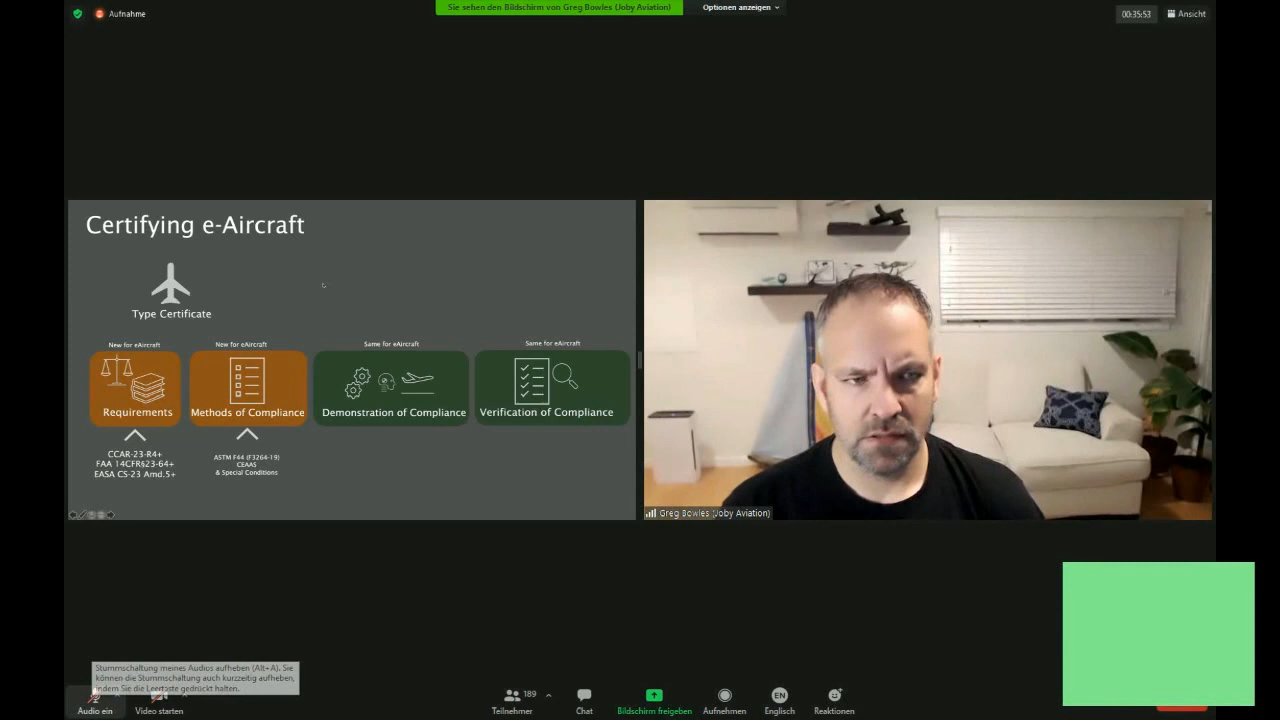 Aufnahme
Sie sehen den Bildschirm von Greg Bowles (Joby Aviation)
Optionen anzeigen
00:35:53
Ansicht
Certifying e-Aircraft
Type Certificate
New for eAircraft
New for eAircraft
Same for eAircraft
Same for eAircraft
Requirements
Methods of Compliance
Demonstration of Compliance
Verification of Compliance
CCAR-23-R4+
FAA 14CFR§23-64+
EASA CS-23 Amd.5+
ASTM F44 (F3264-19)
CEAAS
& Special Conditions
Greg Bowles (Joby Aviation)
Stummschaltung meines Audios aufheben (Alt+A). Sie
können die Stummschaltung auch kurzzeitig aufheben,
indem Sie die Leertaste gedrückt halten.
Audio ein
Video starten
189
Teilnehmer
Chat
Bildschirm freigeben
Aufnehmen
EN
Englisch
Reaktionen